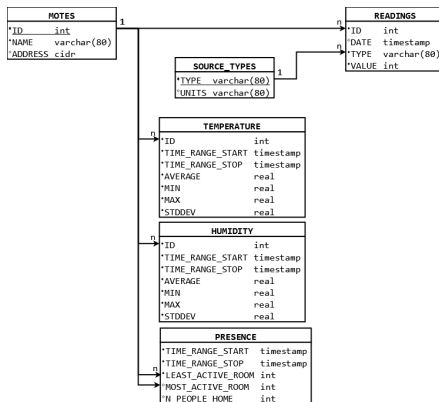 MOTES
*ID int
*NAME varchar(80)
°ADDRESS cidr
1
n
n
READINGS
*ID int
°DATE timestamp
*TYPE varchar(80)
*VALUE int
SOURCE_TYPES
*TYPE varchar(80)
°UNITS varchar(80)
1
n
TEMPERATURE
*ID int
*TIME_RANGE_START timestamp
*TIME_RANGE_STOP timestamp
*AVERAGE real
*MIN real
*MAX real
*STDDEV real
n
HUMIDITY
*ID int
*TIME_RANGE_START timestamp
*TIME_RANGE_STOP timestamp
*AVERAGE real
*MIN real
*MAX real
*STDDEV real
PRESENCE
*TIME_RANGE_START timestamp
*TIME_RANGE_STOP timestamp
n
*LEAST_ACTIVE_ROOM int
°MOST_ACTIVE_ROOM int
°N_PEOPLE_HOME int